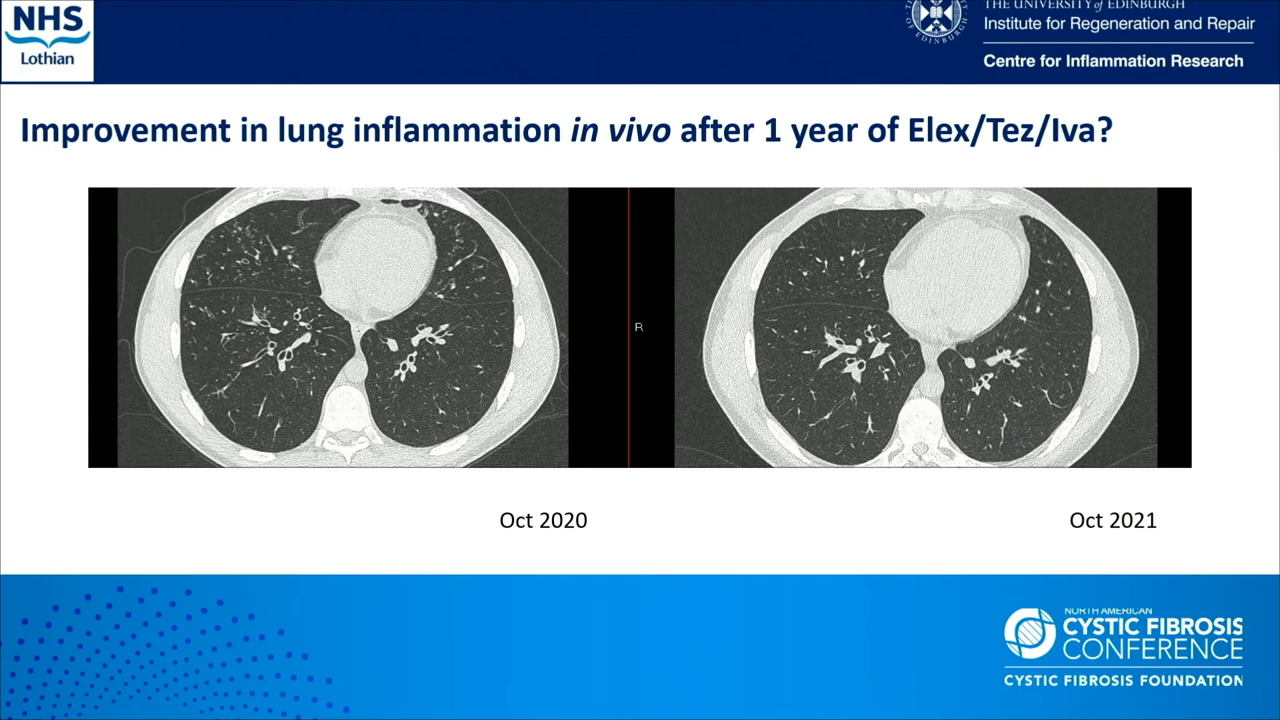 NHS
Lothian
THE UNIVERSITY of EDINBURGH
Institute for Regeneration and Repair
Centre for Inflammation Research
Improvement in lung inflammation in vivo after 1 year of Elex/Tez/Iva?
R
Oct 2020
Oct 2021
NORTH AMERICAN
CYSTIC FIBROSIS
CONFERENCE
CYSTIC FIBROSIS FOUNDATION